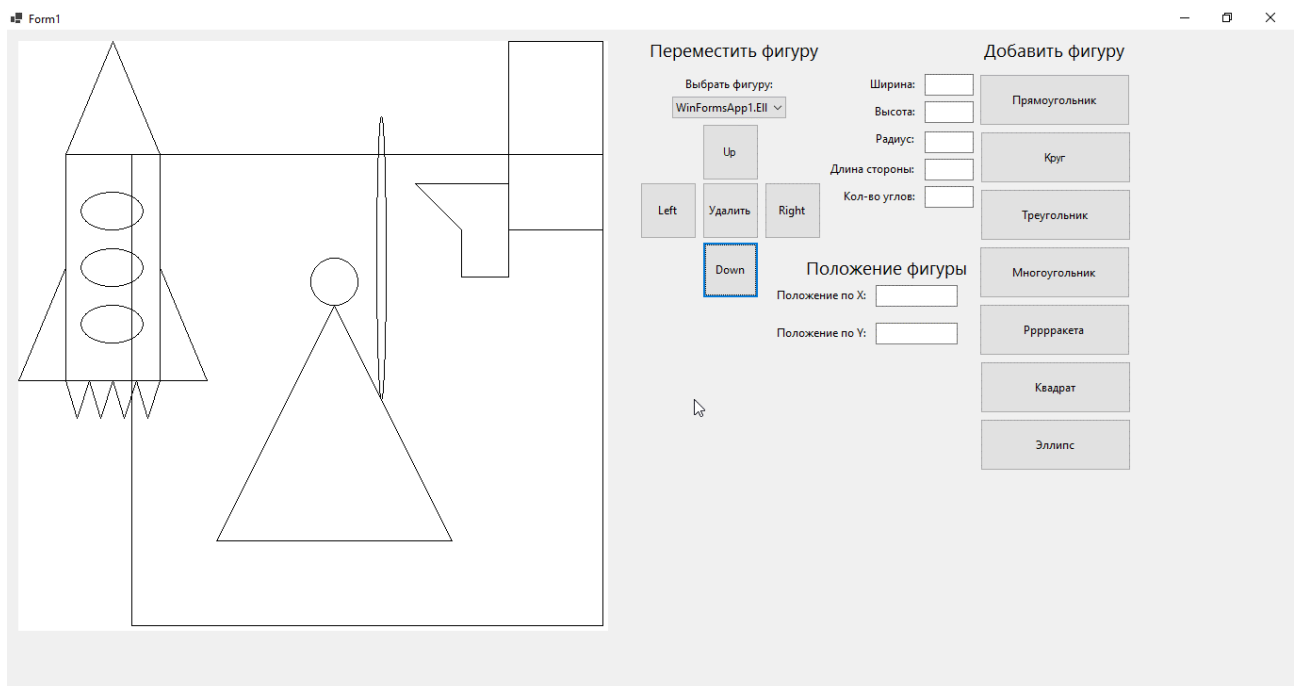 Form1
Переместить фигуру
Добавить фигуру
Выбрать фигуру:
WinFormsApp1.Ell
Up
Left
Удалить
Right
Down
Ширина:
Высота:
Радиус:
Длина стороны:
Кол-во углов:
Положение фигуры
Положение по X:
Положение по Y:
Прямоугольник
Круг
Треугольник
Многоугольник
Рррррракета
Квадрат
Эллипс